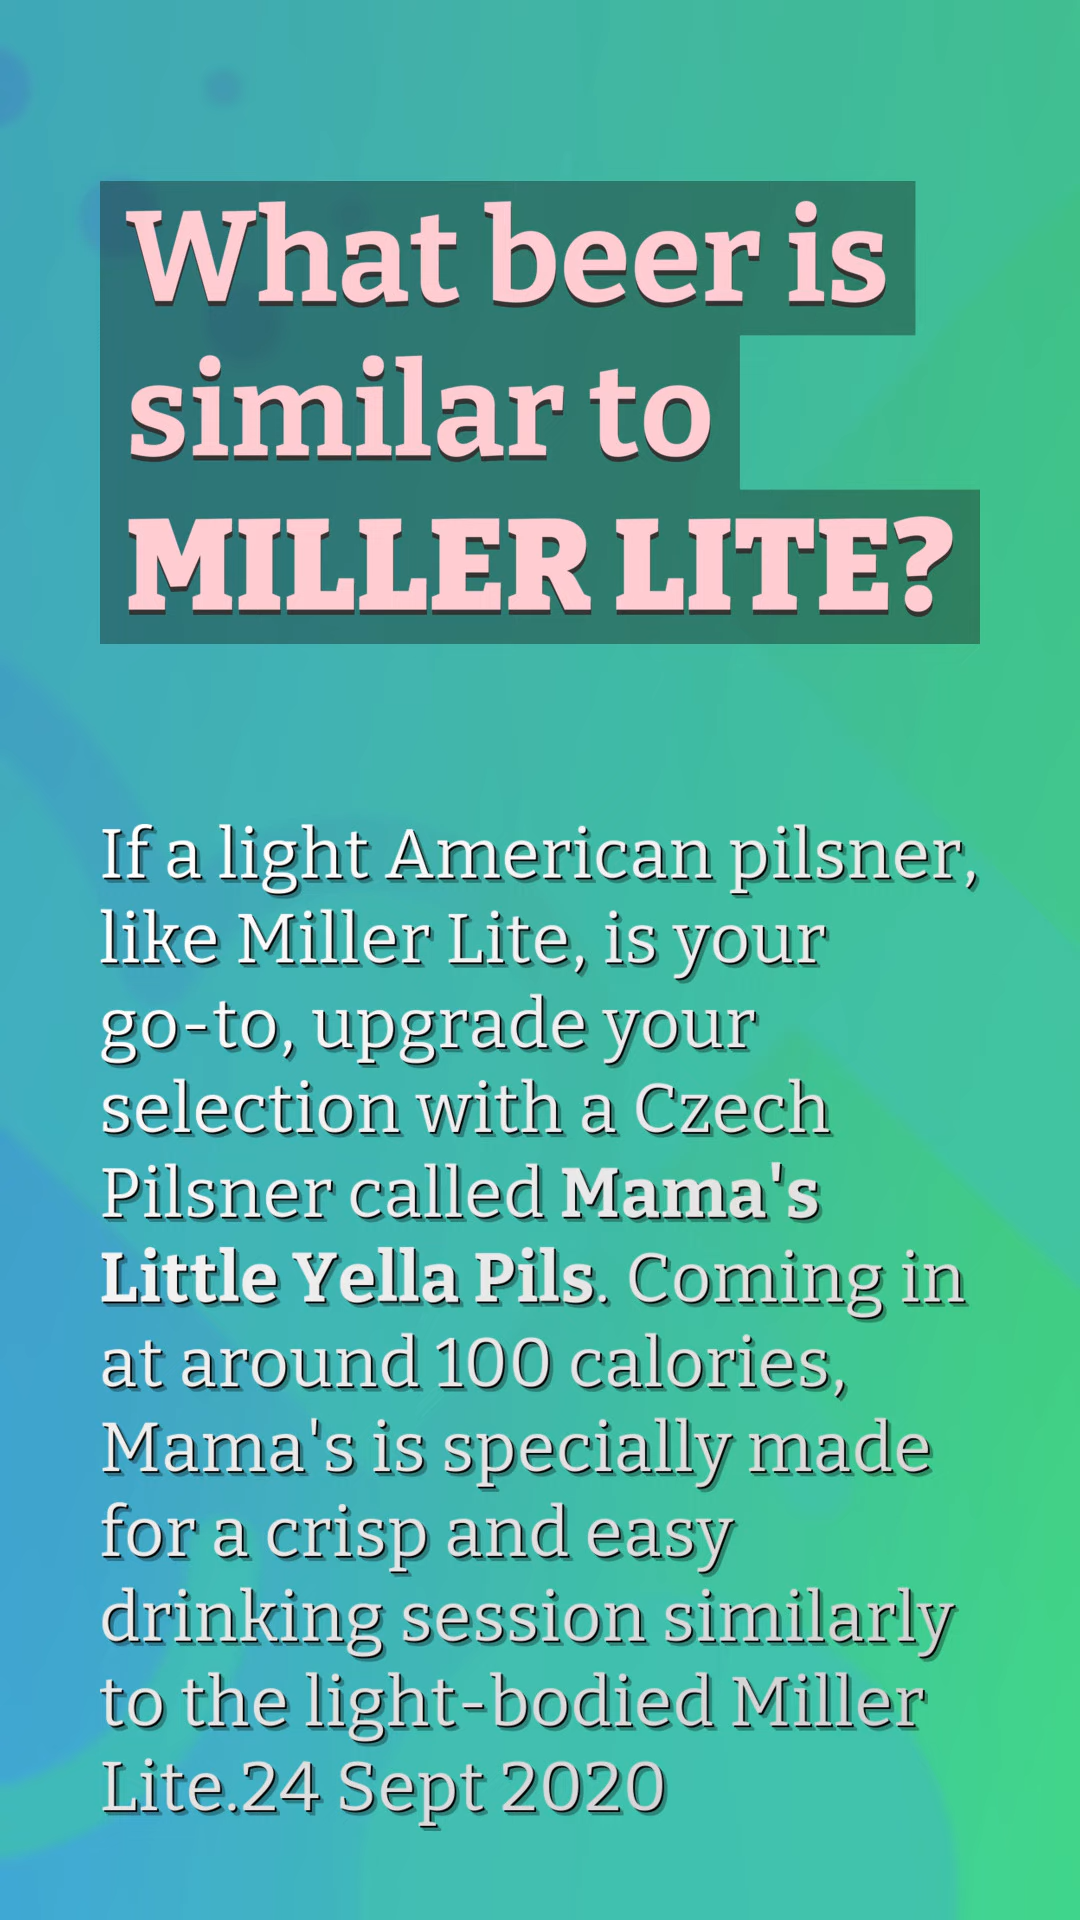 What beer is
similar to
MILLER LITE?
If a light American pilsner,
like Miller Lite, is your
go-to, upgrade your
selection with a Czech
Pilsner called Mama's
Little Yella Pils. Coming in
at around 100 calories,
Mama's is specially made
for a crisp and easy
drinking session similarly
to the light-bodied Miller
Lite.24 Sept 2020